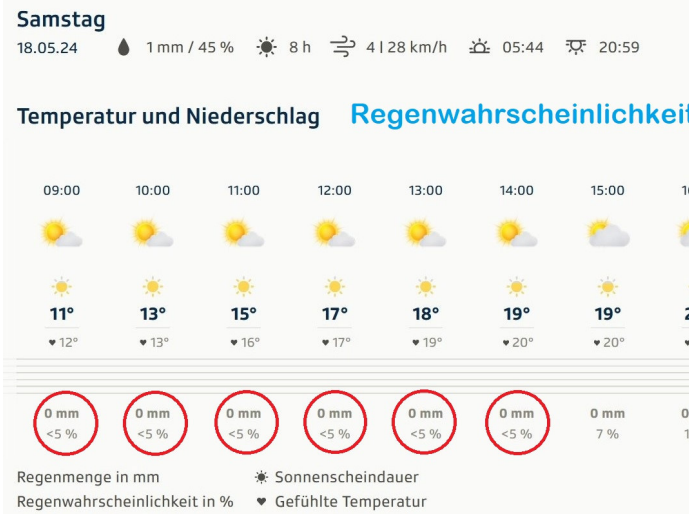 Samstag
18.05.24 1 mm / 45 % 8 h 4 | 28 km/h 05:44 20:59
Temperatur und Niederschlag Regenwahrscheinlichkeit
09:00 10:00 11:00 12:00 13:00 14:00 15:00
11° 13° 15° 17° 18° 19° 19°
♥ 12° ♥ 13° ♥ 16° ♥ 17° ♥ 19° ♥ 20° ♥ 20°
0 mm 0 mm 0 mm 0 mm 0 mm 0 mm 0 mm
<5 % <5 % <5 % <5 % <5 % <5 % 7 %
Regenmenge in mm Sonnenscheindauer
Regenwahrscheinlichkeit in % ♥ Gefühlte Temperatur